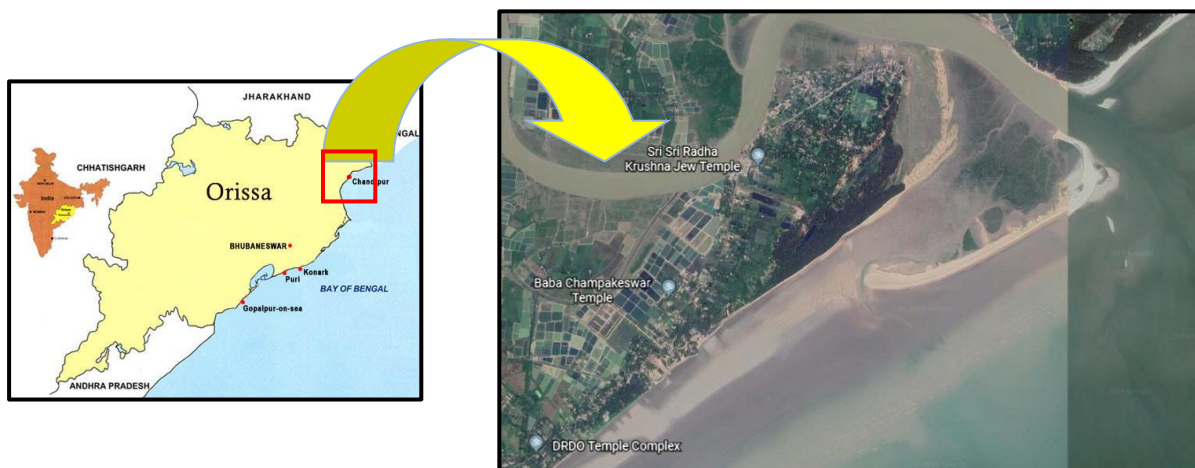 JHARKHAND
NGAL
CHHATISHGARH
India
Orissa
Chandipur
BHUBANESWAR
Konark
Puri
BAY OF BENGAL
Gopalpur-on-sea
ANDHRA PRADESH
Sri Sri Radha
Krushna Jew Temple
Baba Champakeswar
Temple
DRDO Temple Complex